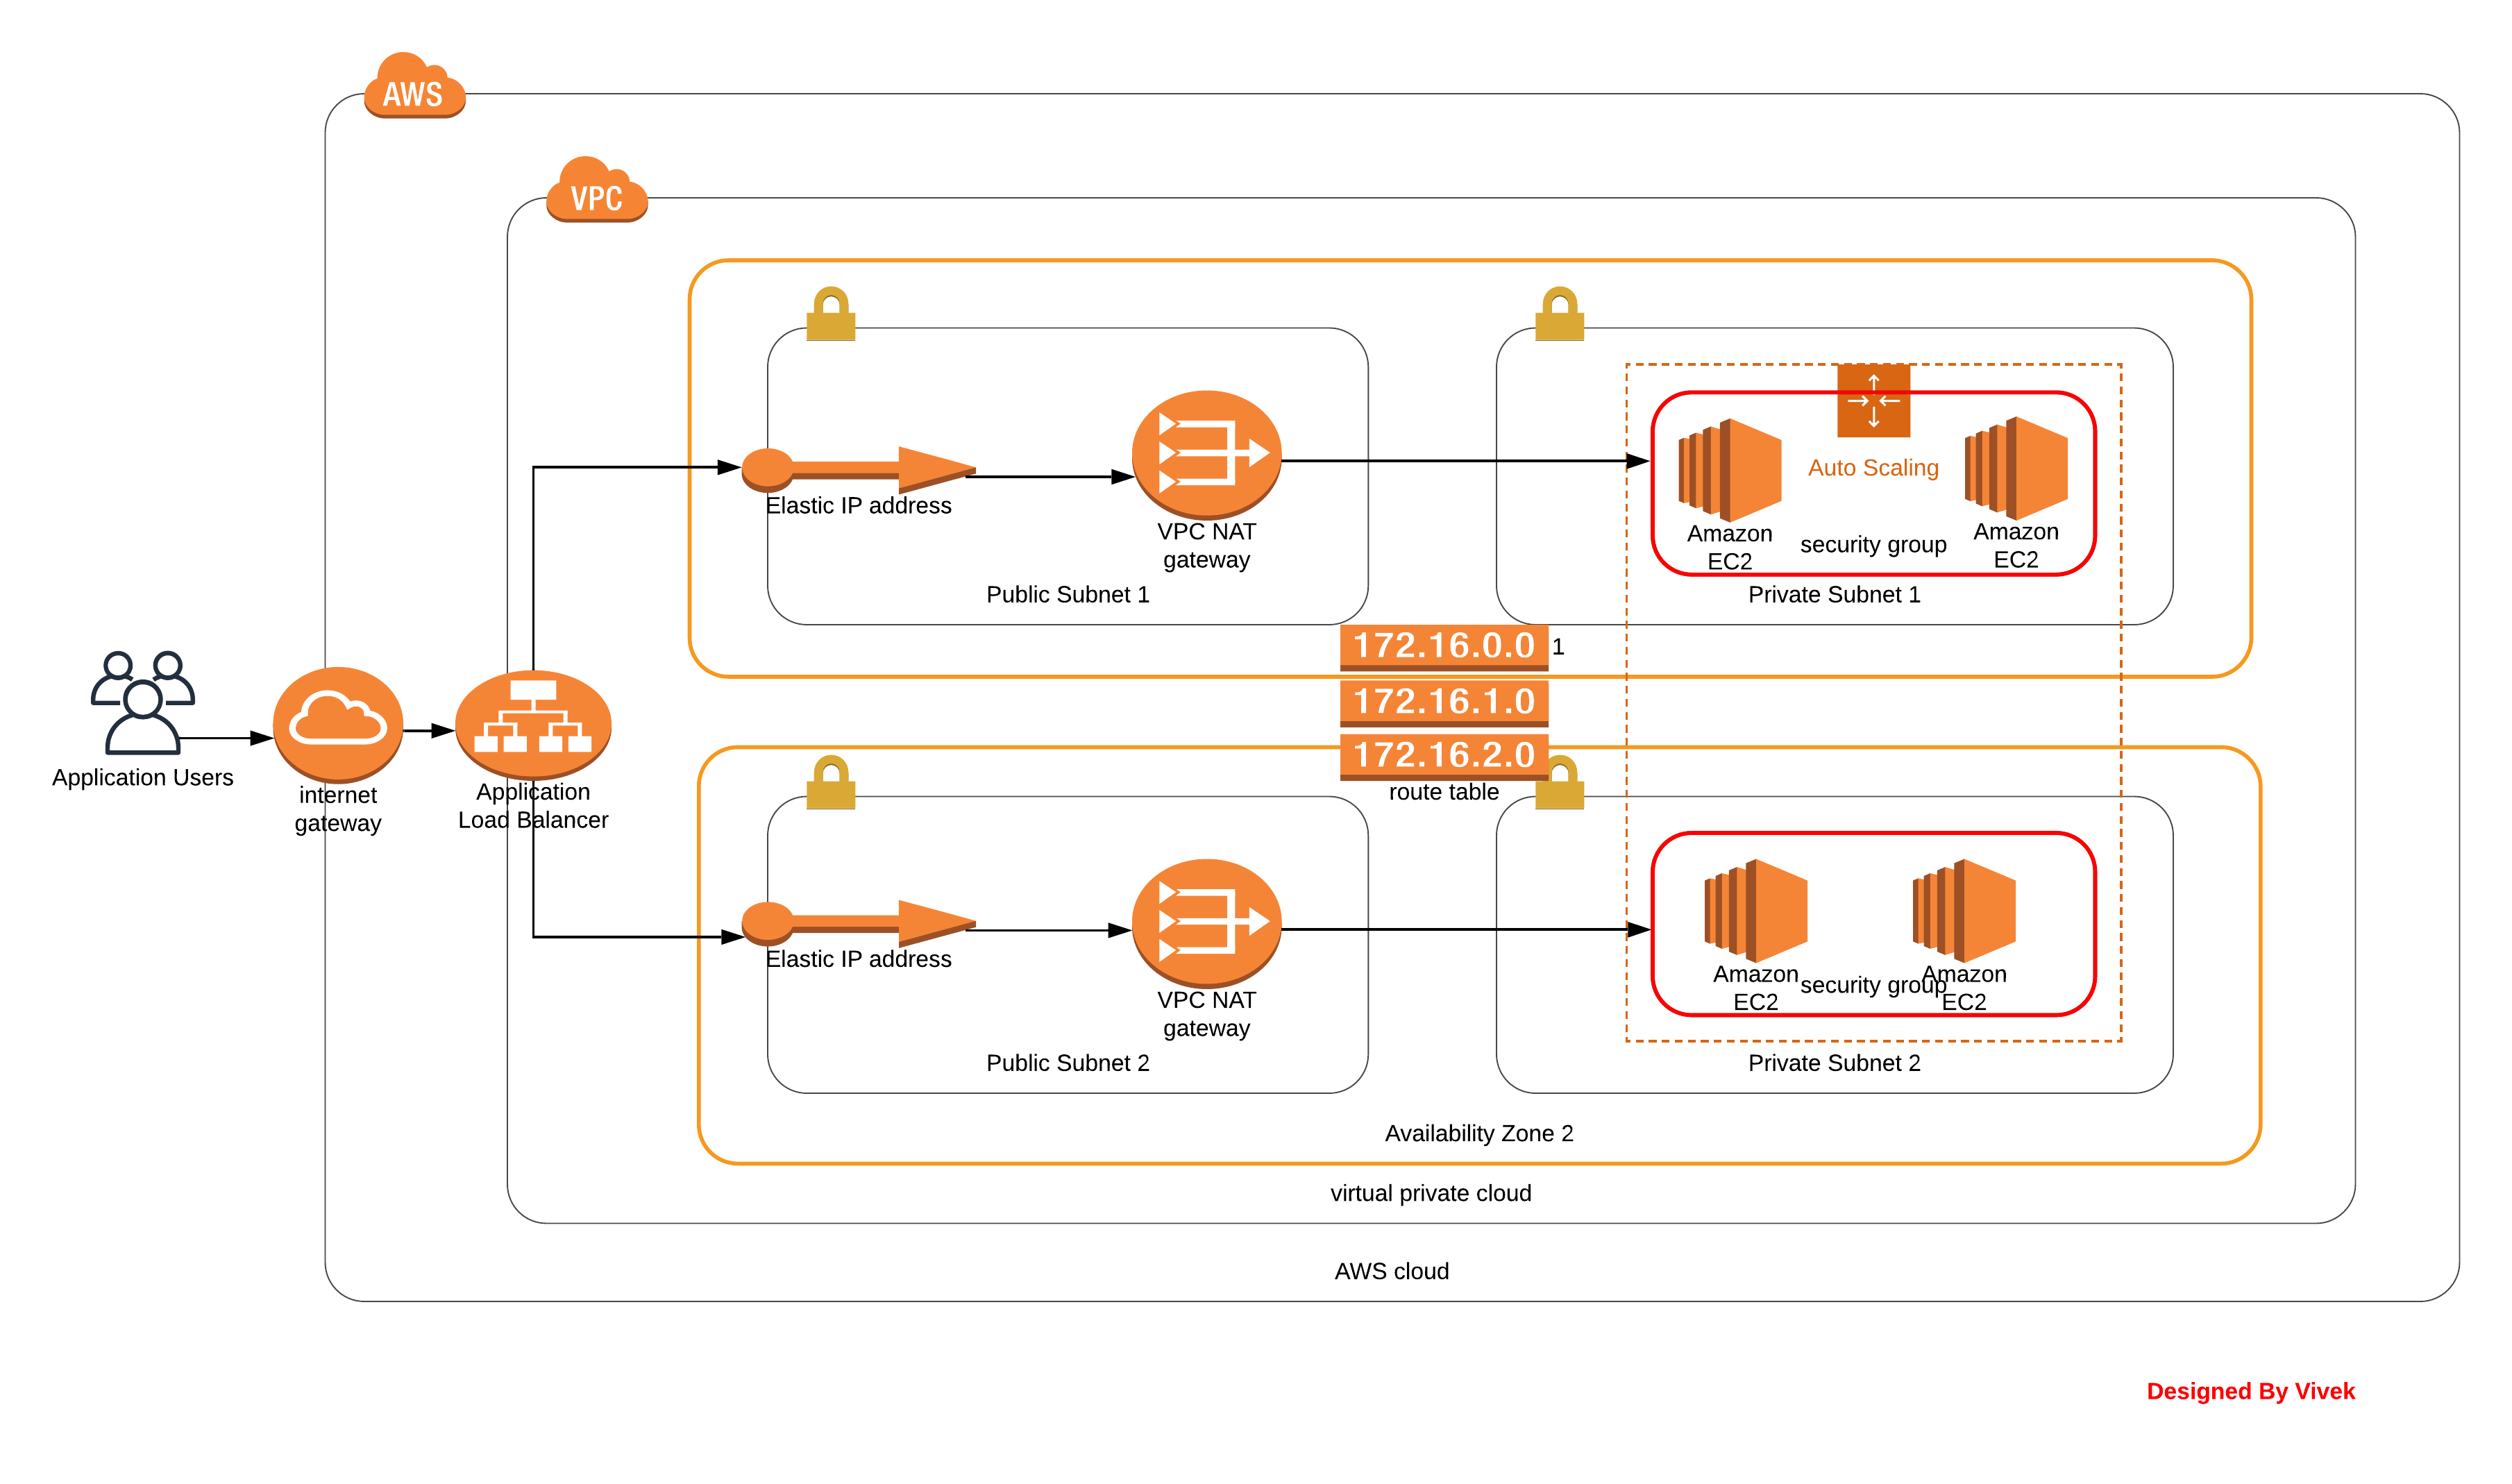 AWS
VPC
Elastic IP address
VPC NAT
gateway
Public Subnet 1
Auto Scaling
Amazon
EC2
security group
Amazon
EC2
Private Subnet 1
172.16.0.0
1
172.16.1.0
172.16.2.0
route table
Application Users
internet
gateway
Application
Load Balancer
Elastic IP address
VPC NAT
gateway
Public Subnet 2
Amazon
EC2
security group
Amazon
EC2
Private Subnet 2
Availability Zone 2
virtual private cloud
AWS cloud
Designed By Vivek